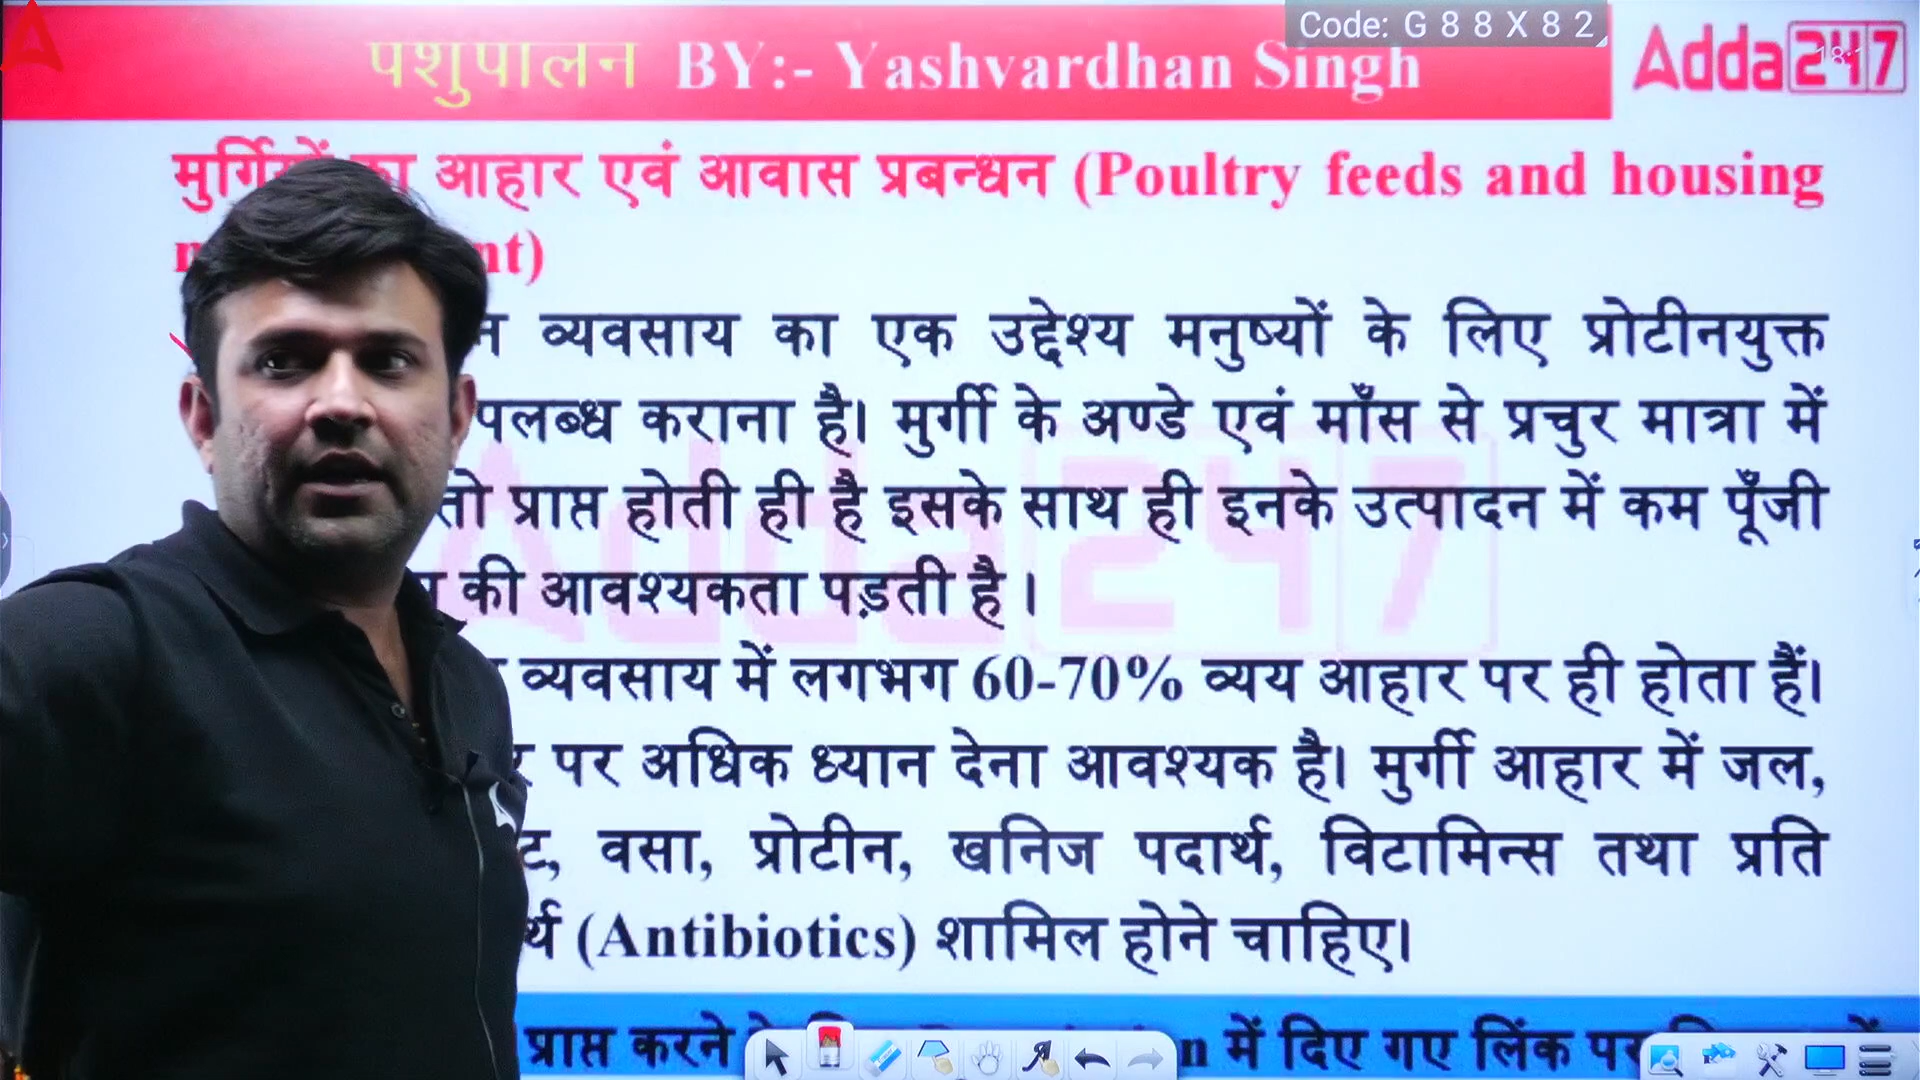 Code: G 8 8 X 8 2
पशुपालन BY:- Yashvardhan Singh
Adda 247
मुर्गियों का आहार एवं आवास प्रबन्धन (Poultry feeds and housing
व्यवसाय का एक उद्देश्य मनुष्यों के लिए प्रोटीनयुक्त
कराना है। मुर्गी के अण्डे एवं माँस से प्रचुर मात्रा में
तो प्राप्त होती ही है इसके साथ ही इनके उत्पादन में कम पूँजी
की आवश्यकता पड़ती है ।
व्यवसाय में लगभग 60-70% व्यय आहार पर ही होता हैं।
पर अधिक ध्यान देना आवश्यक है। मुर्गी आहार में जल,
वसा, प्रोटीन, खनिज पदार्थ, विटामिन्स तथा प्रति
(Antibiotics) शामिल होने चाहिए।
प्राप्त करने में दिए गए लिंक पर